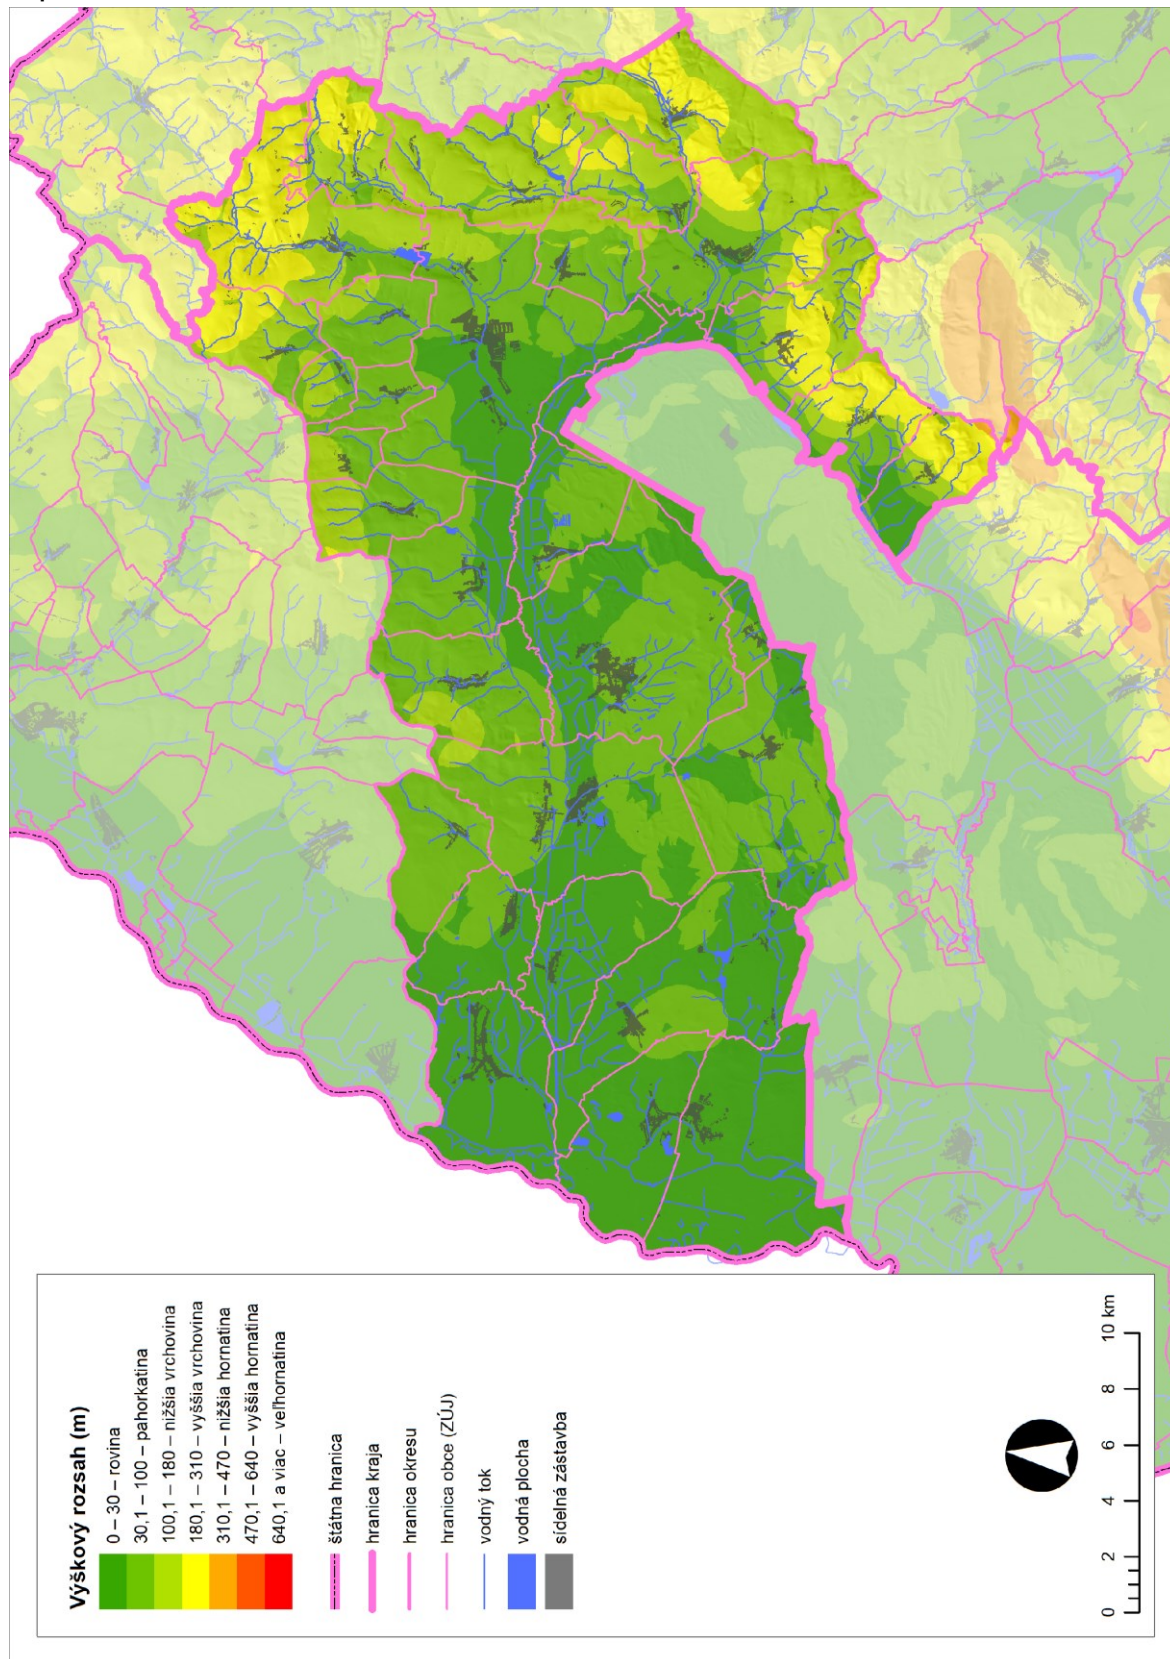 Výškový rozsah (m)
0 – 30 – rovina
30,1 – 100 – pahorkatina
100,1 – 180 – nižšia vrchovina
180,1 – 310 – vyššia vrchovina
310,1 – 470 – nižšia hornatina
470,1 – 640 – vyššia hornatina
640,1 a viac – veľhornatina
štátna hranica
hranica kraja
hranica okresu
hranica obce (ZÚJ)
vodný tok
vodná plocha
sídelná zástavba
0 2 4 6 8 10 km